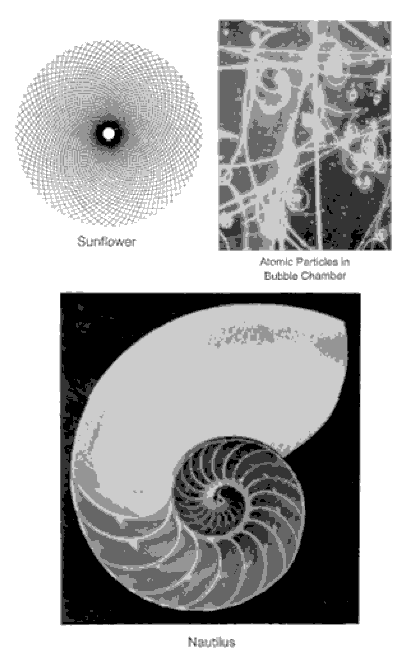 Sunflower
Atomic Particles in
Bubble Chamber
Nautilus